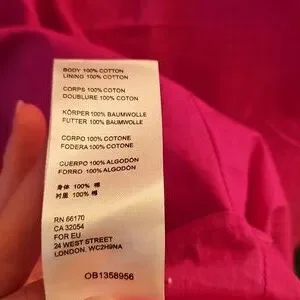 BODY 100% COTTON
LINING 100% COTTON
CORPS 100% COTON
DOUBLURE 100% COTON
KÖRPER 100% BAUMWOLLE
FUTTER 100% BAUMWOLLE
CORPO 100% COTONE
FODERA 100% COTONE
CUERPO 100% ALGODÓN
FORRO 100% ALGODÓN
身体 100% 棉
衬里 100% 棉
RN 66170
CA 32054
FOR EU:
24 WEST STREET
LONDON, WC2H9NA
OB1358956